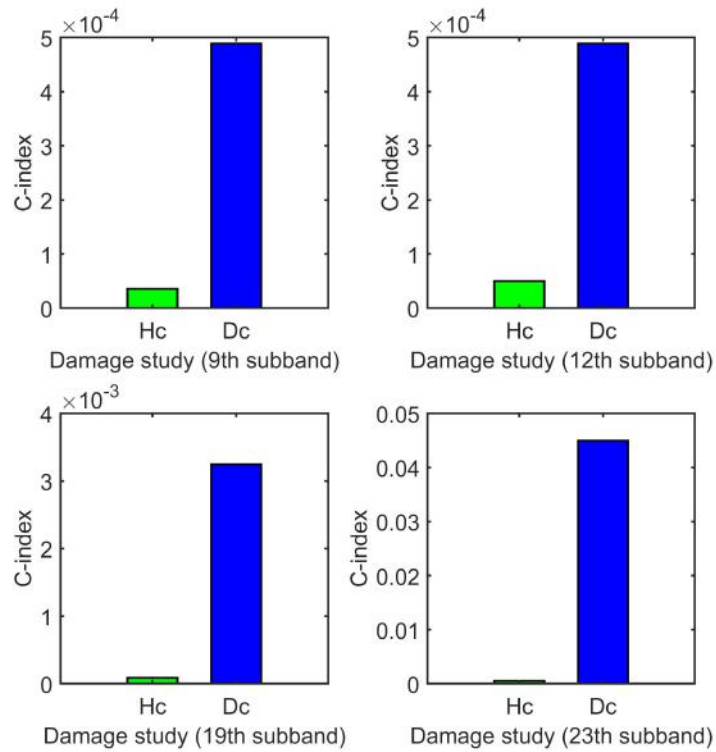 ×10⁻⁴
5
4
3
2
1
0
C-index
Hc Dc
Damage study (9th subband)
×10⁻⁴
5
4
3
2
1
0
C-index
Hc Dc
Damage study (12th subband)
×10⁻³
4
3
2
1
0
C-index
Hc Dc
Damage study (19th subband)
0.05
0.04
0.03
0.02
0.01
0
C-index
Hc Dc
Damage study (23th subband)